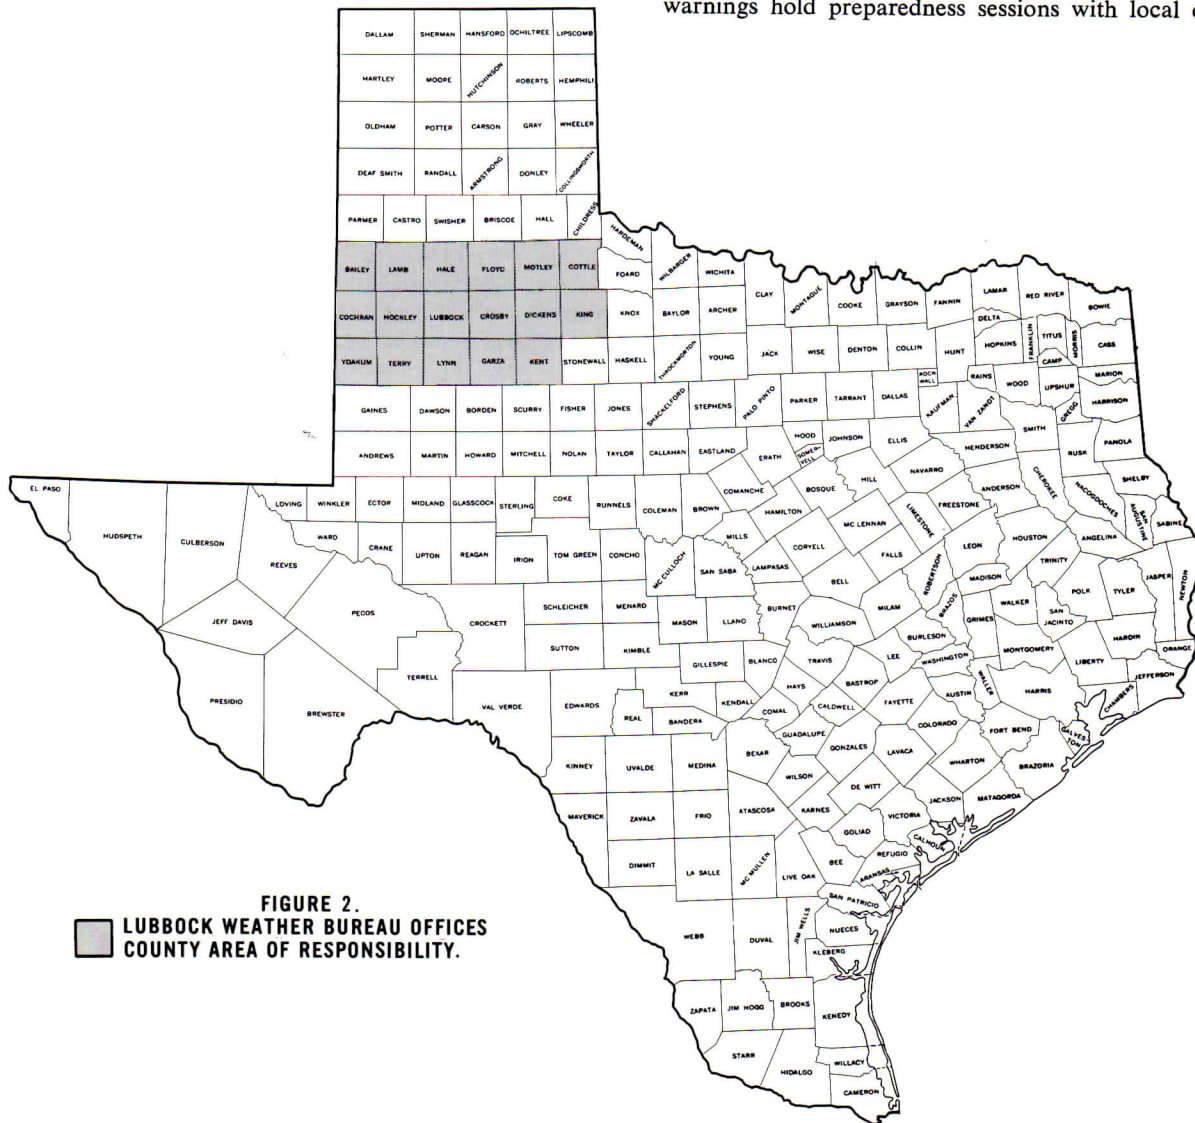 warnings hold preparedness sessions with local
DALLAM SHERMAN HANSFORD OCHILTREE LIPSCOMB
HARTLEY MOORE HUTCHINSON ROBERTS HEMPHILL
OLDHAM POTTER CARSON GRAY WHEELER
DEAF SMITH RANDALL ARMSTRONG DONLEY COLLINGSWORTH
PARMER CASTRO SWISHER BRISCOE HALL CHILDRESS
HARDEMAN
BAILEY LAMB HALE FLOYD MOTLEY COTTLE FOARD WILBARGER WICHITA
CLAY MONTAGUE COOKE GRAYSON FANNIN LAMAR RED RIVER BOWIE
COCHRAN HOCKLEY LUBBOCK CROSBY DICKENS KING KNOX BAYLOR ARCHER
DELTA HOPKINS FRANKLIN TITUS MORRIS CASS
YOAKUM TERRY LYNN GARZA KENT STONEWALL HASKELL THROCKMORTON YOUNG JACK WISE DENTON COLLIN HUNT
CAMP
ROCK
WALL
RAINS WOOD UPSHUR MARION
GAINES DAWSON BORDEN SCURRY FISHER JONES SHACKELFORD STEPHENS PALO PINTO PARKER TARRANT DALLAS KAUFMAN VAN ZANDT GREGG HARRISON
SMITH
HOOD JOHNSON ELLIS HENDERSON RUSK PANOLA
ANDREWS MARTIN HOWARD MITCHELL NOLAN TAYLOR CALLAHAN EASTLAND ERATH
SOMER-
VELL
HILL NAVARRO
ANDERSON CHEROKEE NACOGDOCHES SHELBY
EL PASO HUDSPETH CULBERSON
LOVING WINKLER ECTOR MIDLAND GLASSCOCK STERLING COKE RUNNELS COLEMAN BROWN COMANCHE BOSQUE
HAMILTON MC LENNAN LIMESTONE FREESTONE
SAN
AUGUSTINE
SABINE
REEVES WARD CRANE UPTON REAGAN IRION TOM GREEN CONCHO MC CULLOCH SAN SABA MILLS LAMPASAS CORYELL FALLS LEON HOUSTON ANGELINA
TRINITY
BELL ROBERTSON MADISON POLK TYLER JASPER NEWTON
JEFF DAVIS PECOS CROCKETT SCHLEICHER MENARD MASON LLANO BURNET WILLIAMSON MILAM BRAZOS GRIMES WALKER
SAN
JACINTO
TERRELL SUTTON KIMBLE GILLESPIE BLANCO TRAVIS LEE BURLESON WASHINGTON MONTGOMERY LIBERTY HARDIN ORANGE
JEFFERSON
PRESIDIO BREWSTER VAL VERDE EDWARDS REAL KERR BANDERA KENDALL COMAL HAYS CALDWELL BASTROP FAYETTE AUSTIN WALLER HARRIS CHAMBERS
GALVES-
TON
KINNEY UVALDE MEDINA BEXAR GUADALUPE GONZALES LAVACA COLORADO FORT BEND
WHARTON BRAZORIA
WILSON DE WITT JACKSON MATAGORDA
MAVERICK ZAVALA FRIO ATASCOSA KARNES VICTORIA
GOLIAD CALHOUN
DIMMIT LA SALLE MC MULLEN LIVE OAK BEE REFUGIO
ARANSAS
SAN PATRICIO
WEBB DUVAL JIM WELLS NUECES
KLEBERG
ZAPATA JIM HOGG BROOKS KENEDY
STARR HIDALGO WILLACY
CAMERON
FIGURE 2.
LUBBOCK WEATHER BUREAU OFFICES
COUNTY AREA OF RESPONSIBILITY.